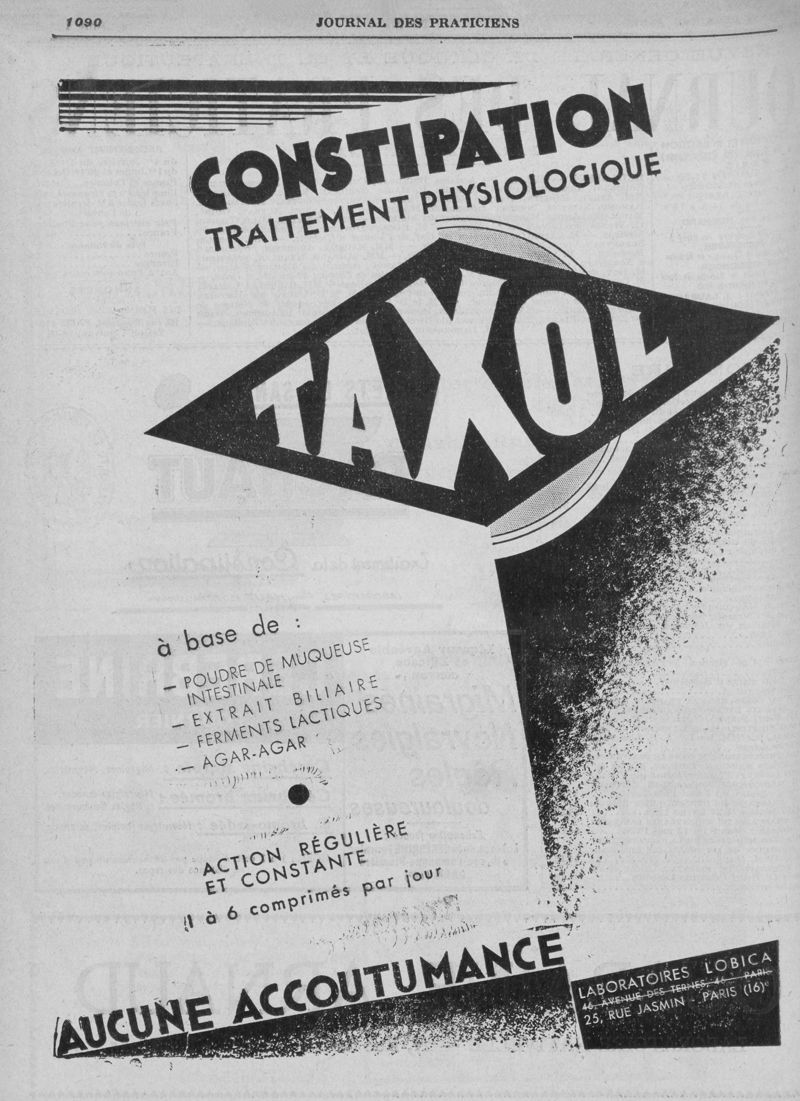 1090
JOURNAL DES PRATICIENS
CONSTIPATION
TRAITEMENT PHYSIOLOGIQUE
TAXOL
à base de :
— POUDRE DE MUQUEUSE
INTESTINALE
— EXTRAIT BILIAIRE
— FERMENTS LACTIQUES
— AGAR-AGAR
ACTION RÉGULIÈRE
ET CONSTANTE
1 à 6 comprimés par jour
AUCUNE ACCOUTUMANCE
LABORATOIRES LOBICA
46, AVENUE DES TERNES, 46 - PARIS
25, RUE JASMIN - PARIS (16)e